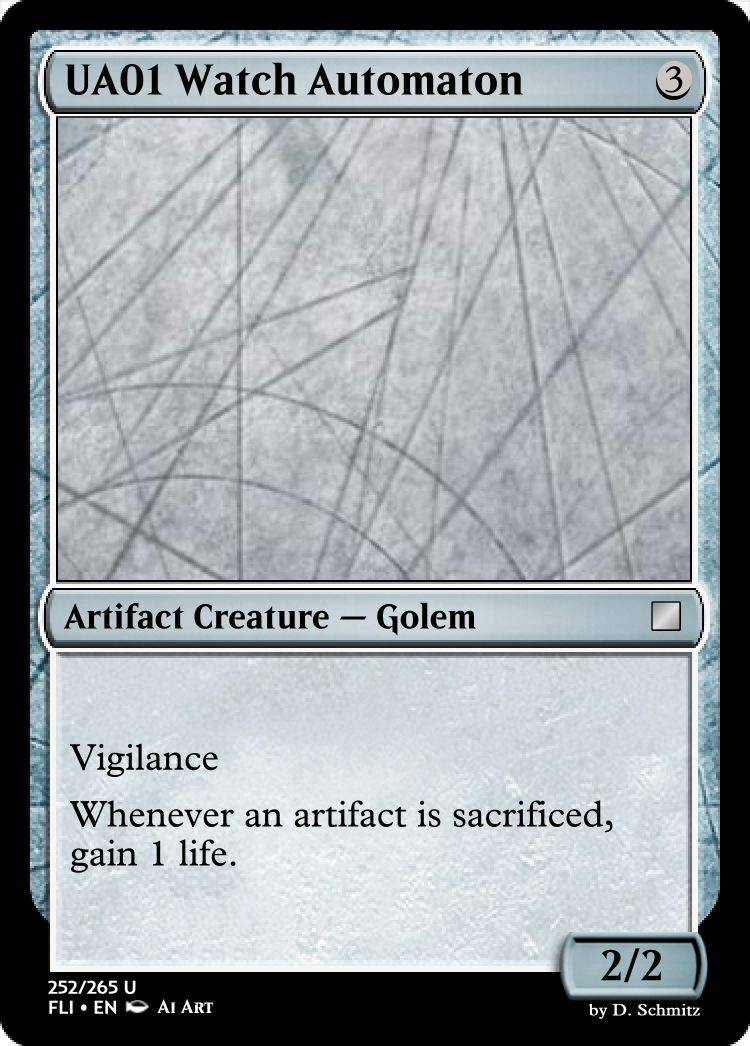 UA01 Watch Automaton 3
Artifact Creature — Golem
Vigilance
Whenever an artifact is sacrificed,
gain 1 life.
2/2
252/265 U
FLI • EN AI ART
by D. Schmitz